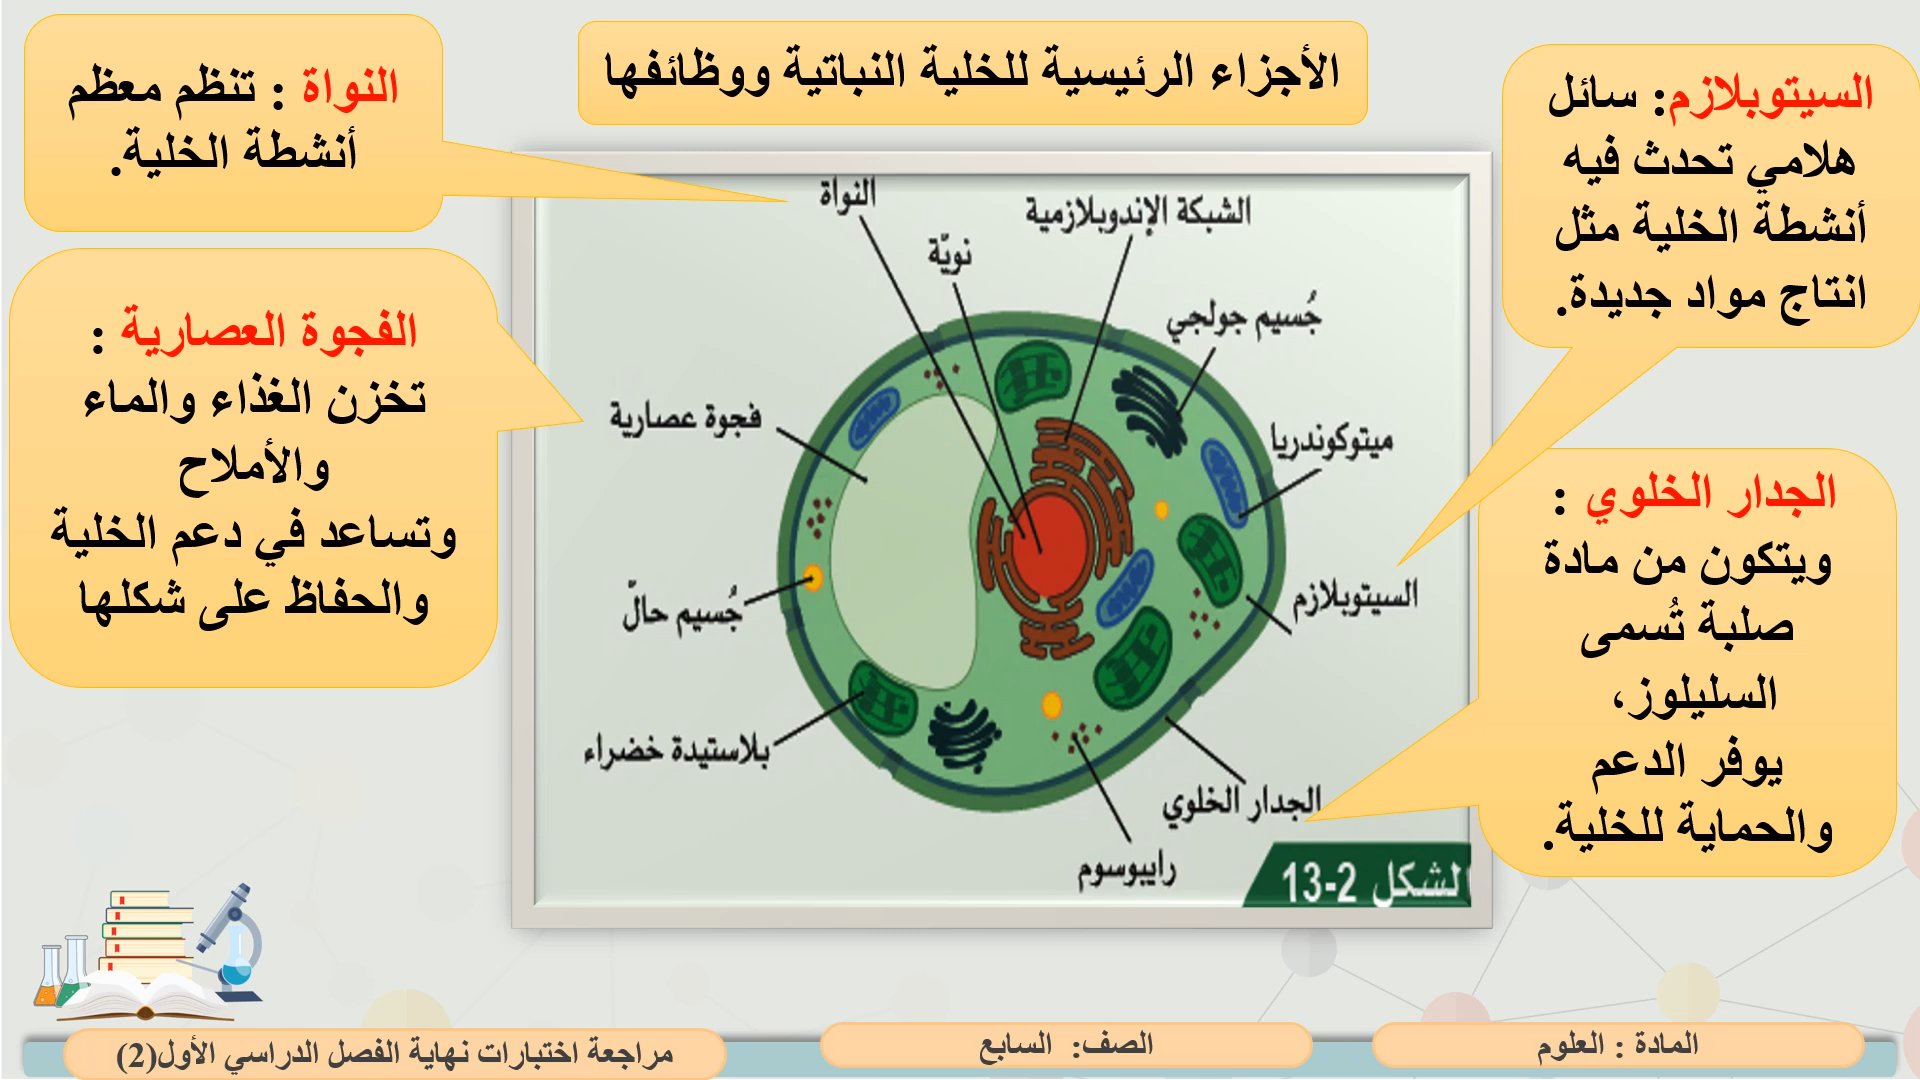 الأجزاء الرئيسية للخلية النباتية ووظائفها
السيتوبلازم: سائل
هلامي تحدث فيه
أنشطة الخلية مثل
انتاج مواد جديدة.
النواة : تنظم معظم
أنشطة الخلية.
الفجوة العصارية :
تخزن الغذاء والماء
والأملاح
وتساعد في دعم الخلية
والحفاظ على شكلها
الجدار الخلوي :
ويتكون من مادة
صلبة تُسمى
السليلوز،
يوفر الدعم
والحماية للخلية.
النواة
الشبكة الإندوبلازمية
نويّة
جُسيم جولجي
فجوة عصارية
ميتوكوندريا
السيتوبلازم
جُسيم حالّ
بلاستيدة خضراء
الجدار الخلوي
رايبوسوم
الشكل 2-13
المادة : العلوم
الصف: السابع
مراجعة اختبارات نهاية الفصل الدراسي الأول(2)